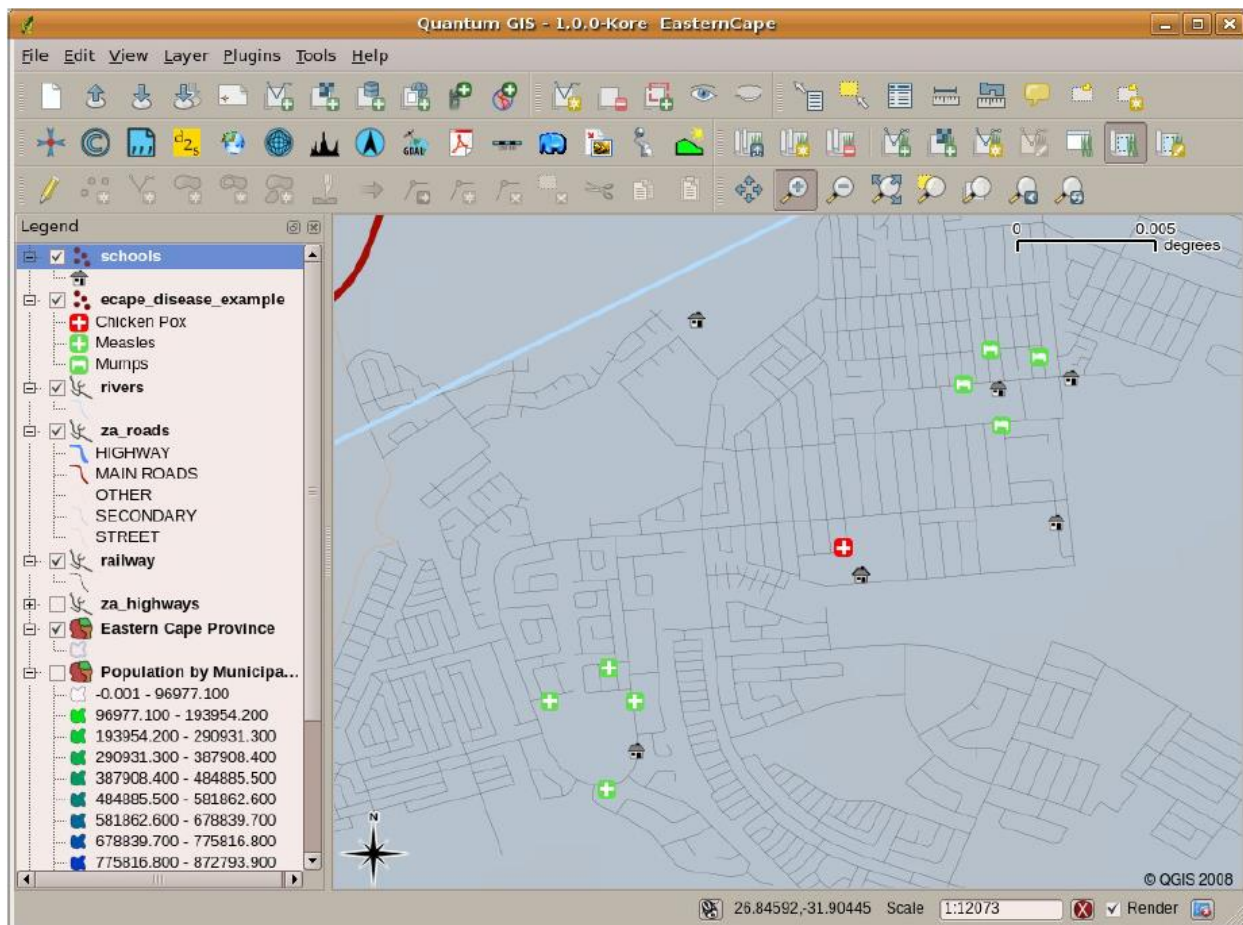 Quantum GIS - 1.0.0-Kore EasternCape
File Edit View Layer Plugins Tools Help
d2s
GDAL
Legend
schools
ecape_disease_example
Chicken Pox
Measles
Mumps
rivers
za_roads
HIGHWAY
MAIN ROADS
OTHER
SECONDARY
STREET
railway
za_highways
Eastern Cape Province
Population by Municipa...
-0.001 - 96977.100
96977.100 - 193954.200
193954.200 - 290931.300
290931.300 - 387908.400
387908.400 - 484885.500
484885.500 - 581862.600
581862.600 - 678839.700
678839.700 - 775816.800
775816.800 - 872793.900
0 0.005
degrees
N
© QGIS 2008
26.84592,-31.90445 Scale 1:12073 Render